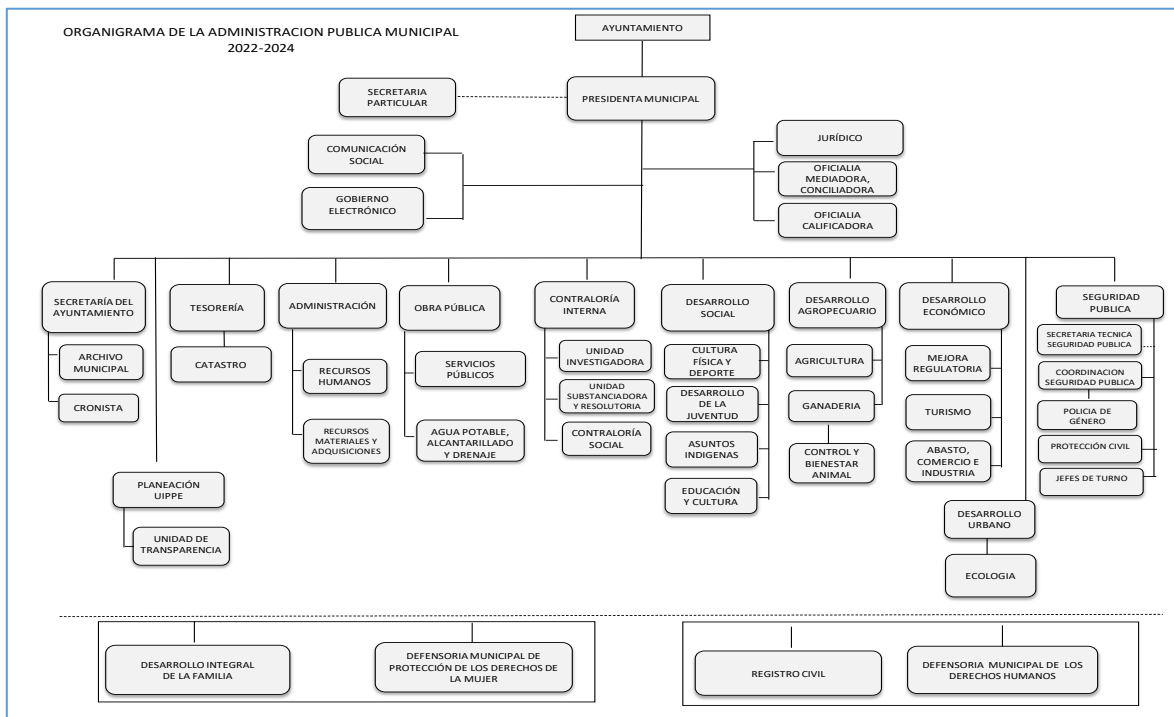 ORGANIGRAMA DE LA ADMINISTRACION PUBLICA MUNICIPAL
2022-2024
AYUNTAMIENTO
SECRETARIA
PARTICULAR
PRESIDENTA MUNICIPAL
COMUNICACIÓN
SOCIAL
GOBIERNO
ELECTRÓNICO
JURÍDICO
OFICIALIA
MEDIADORA,
CONCILIADORA
OFICIALIA
CALIFICADORA
SECRETARÍA DEL
AYUNTAMIENTO
ARCHIVO
MUNICIPAL
CRONISTA
PLANEACIÓN
UIPPE
UNIDAD DE
TRANSPARENCIA
TESORERÍA
CATASTRO
ADMINISTRACIÓN
RECURSOS
HUMANOS
RECURSOS
MATERIALES Y
ADQUISICIONES
OBRA PÚBLICA
SERVICIOS
PÚBLICOS
AGUA POTABLE,
ALCANTARILLADO
Y DRENAJE
CONTRALORÍA
INTERNA
UNIDAD
INVESTIGADORA
UNIDAD
SUBSTANCIADORA
Y RESOLUTORIA
CONTRALORÍA
SOCIAL
DESARROLLO
SOCIAL
CULTURA
FÍSICA Y
DEPORTE
DESARROLLO
DE LA
JUVENTUD
ASUNTOS
INDIGENAS
EDUCACIÓN
Y CULTURA
DESARROLLO
AGROPECUARIO
AGRICULTURA
GANADERIA
CONTROL Y
BIENESTAR
ANIMAL
DESARROLLO
ECONÓMICO
MEJORA
REGULATORIA
TURISMO
ABASTO,
COMERCIO E
INDUSTRIA
DESARROLLO
URBANO
ECOLOGIA
SEGURIDAD
PUBLICA
SECRETARIA TECNICA
SEGURIDAD PUBLICA
COORDINACION
SEGURIDAD PUBLICA
POLICIA DE
GÉNERO
PROTECCIÓN CIVIL
JEFES DE TURNO
DESARROLLO INTEGRAL
DE LA FAMILIA
DEFENSORIA MUNICIPAL DE
PROTECCIÓN DE LOS DERECHOS DE
LA MUJER
REGISTRO CIVIL
DEFENSORIA MUNICIPAL DE LOS
DERECHOS HUMANOS